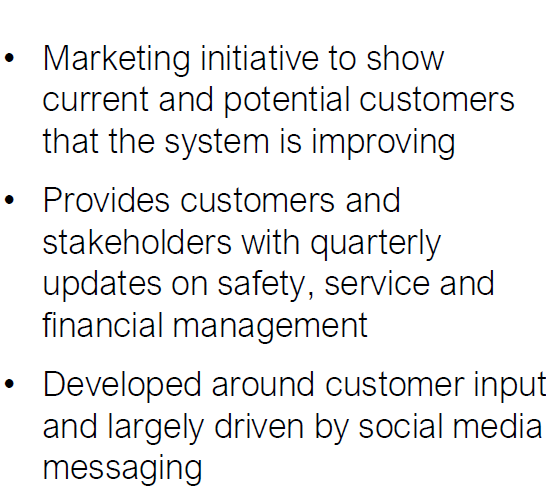 • Marketing initiative to show
current and potential customers
that the system is improving
• Provides customers and
stakeholders with quarterly
updates on safety, service and
financial management
• Developed around customer input
and largely driven by social media
messaging